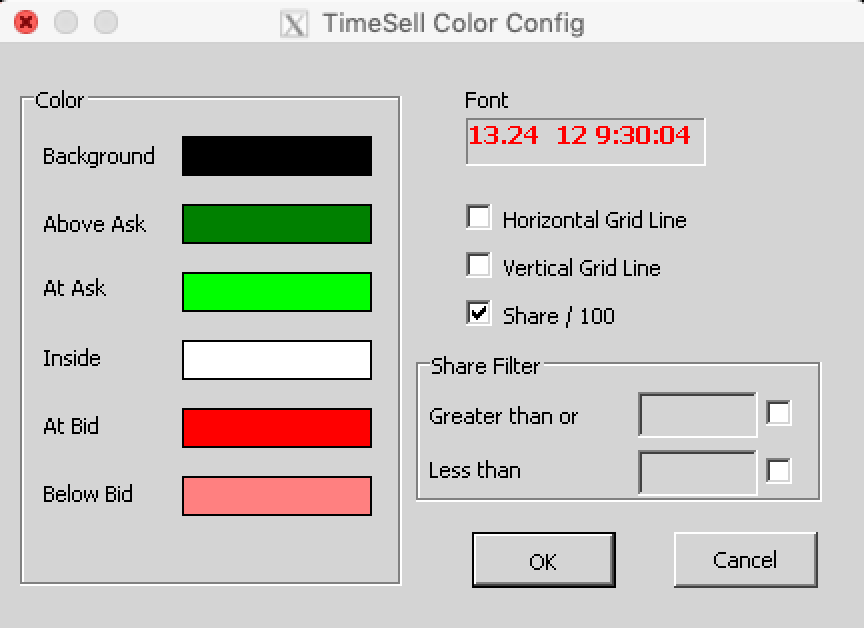 TimeSell Color Config
Color
Background
Above Ask
At Ask
Inside
At Bid
Below Bid
Font
13.24 12 9:30:04
Horizontal Grid Line
Vertical Grid Line
Share / 100
Share Filter
Greater than or
Less than
OK
Cancel